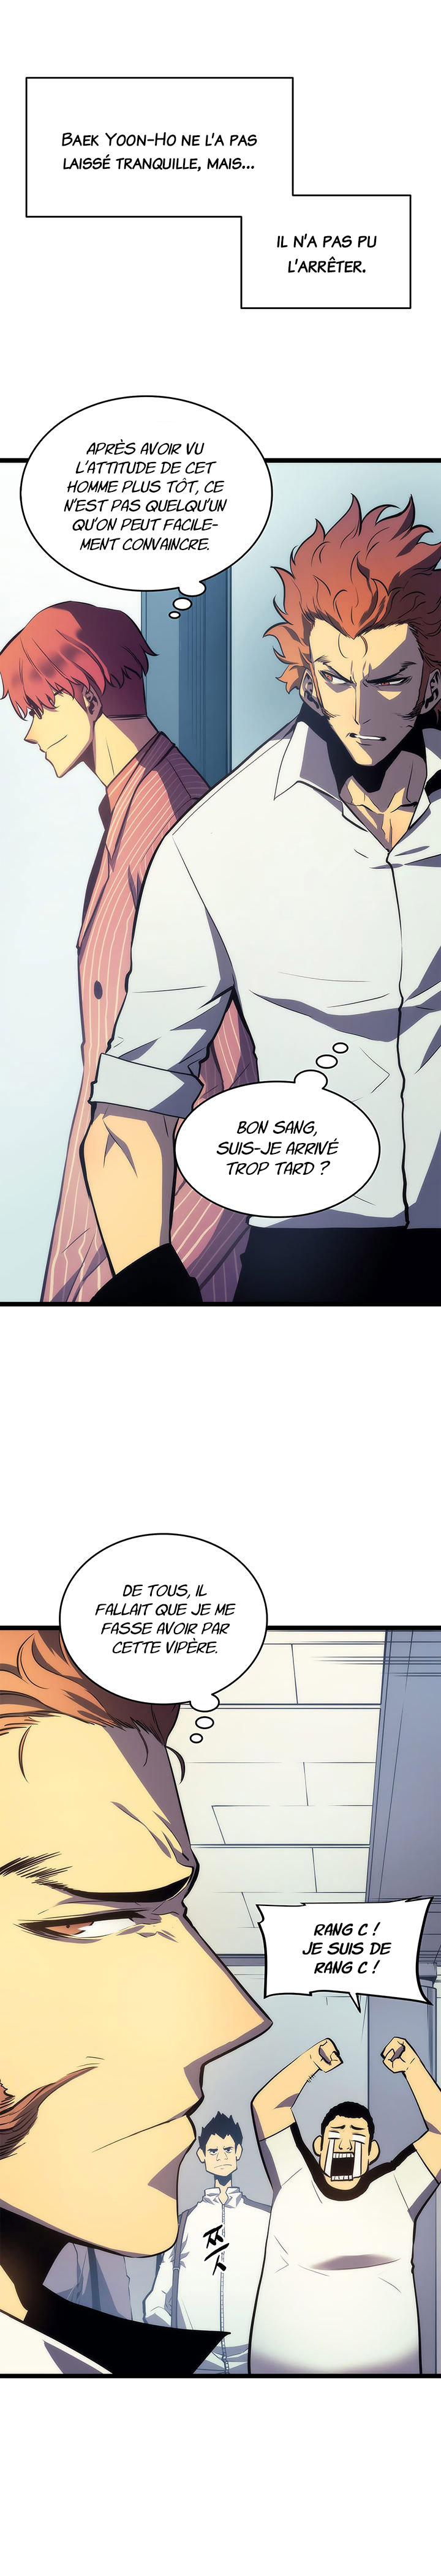 BAEK YOON-HO NE L'A PAS
LAISSÉ TRANQUILLE, MAIS...
IL N'A PAS PU
L'ARRÊTER.
APRÈS AVOIR VU
L'ATTITUDE DE CET
HOMME PLUS TÔT, CE
N'EST PAS QUELQU'UN
QU'ON PEUT FACILE-
MENT CONVAINCRE.
BON SANG,
SUIS-JE ARRIVÉ
TROP TARD ?
DE TOUS, IL
FALLAIT QUE JE ME
FASSE AVOIR PAR
CETTE VIPÈRE.
RANG C !
JE SUIS DE
RANG C !